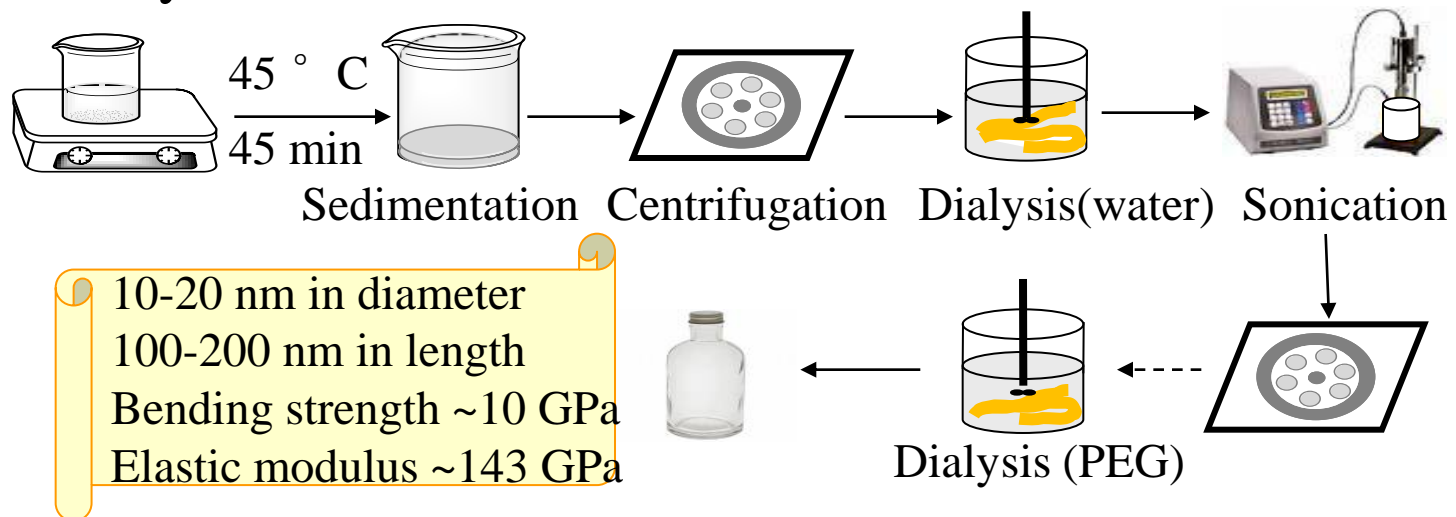 45 ° C
45 min
Sedimentation
Centrifugation
Dialysis(water)
Sonication
10-20 nm in diameter
100-200 nm in length
Bending strength ~10 GPa
Elastic modulus ~143 GPa
Dialysis (PEG)